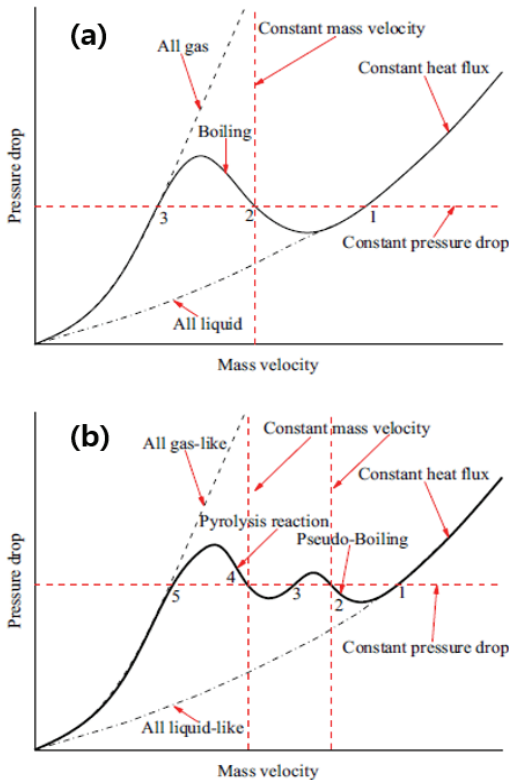 (a)
All gas
Constant mass velocity
Constant heat flux
Boiling
Pressure drop
3
2
1
Constant pressure drop
All liquid
Mass velocity
(b)
All gas-like
Constant mass velocity
Constant heat flux
Pyrolysis reaction
Pseudo-Boiling
Pressure drop
5
4
3
2
1
Constant pressure drop
All liquid-like
Mass velocity